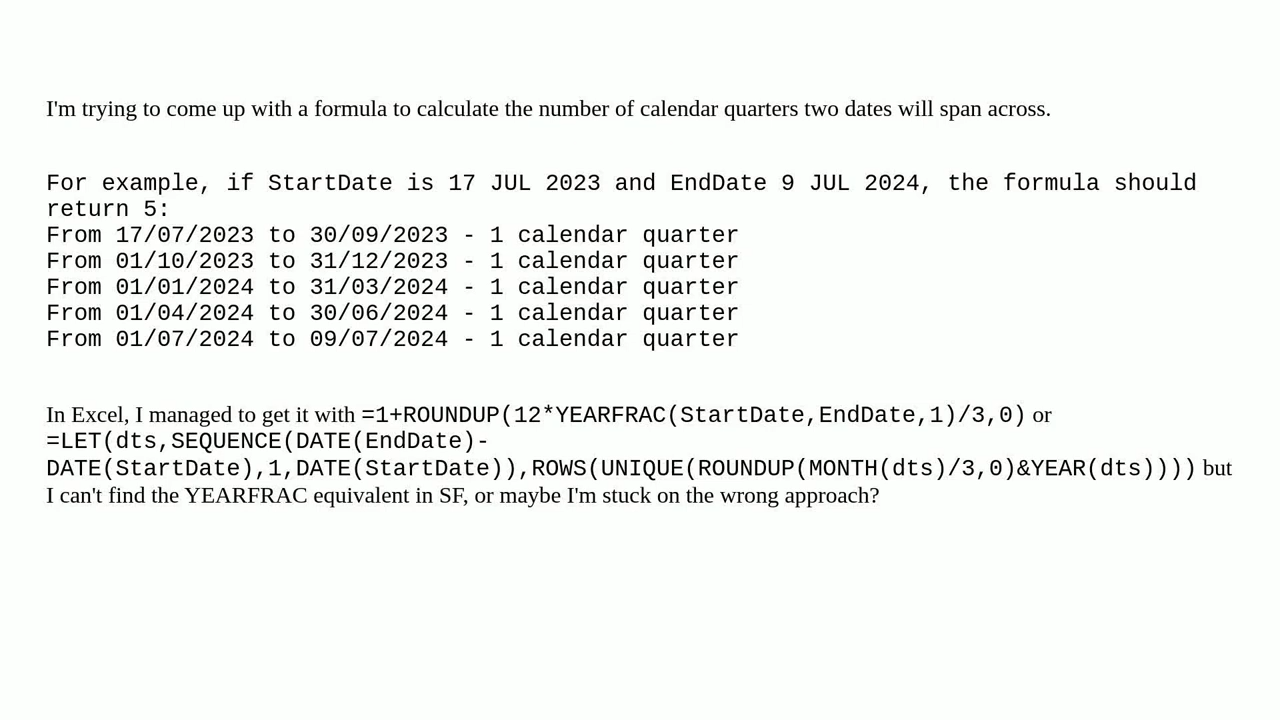 I'm trying to come up with a formula to calculate the number of calendar quarters two dates will span across.
For example, if StartDate is 17 JUL 2023 and EndDate 9 JUL 2024, the formula should
return 5:
From 17/07/2023 to 30/09/2023 - 1 calendar quarter
From 01/10/2023 to 31/12/2023 - 1 calendar quarter
From 01/01/2024 to 31/03/2024 - 1 calendar quarter
From 01/04/2024 to 30/06/2024 - 1 calendar quarter
From 01/07/2024 to 09/07/2024 - 1 calendar quarter
In Excel, I managed to get it with =1+ROUNDUP(12*YEARFRAC(StartDate,EndDate,1)/3,0) or
=LET(dts,SEQUENCE(DATE(EndDate)-
DATE(StartDate),1,DATE(StartDate)),ROWS(UNIQUE(ROUNDUP(MONTH(dts)/3,0)&YEAR(dts)))) but
I can't find the YEARFRAC equivalent in SF, or maybe I'm stuck on the wrong approach?